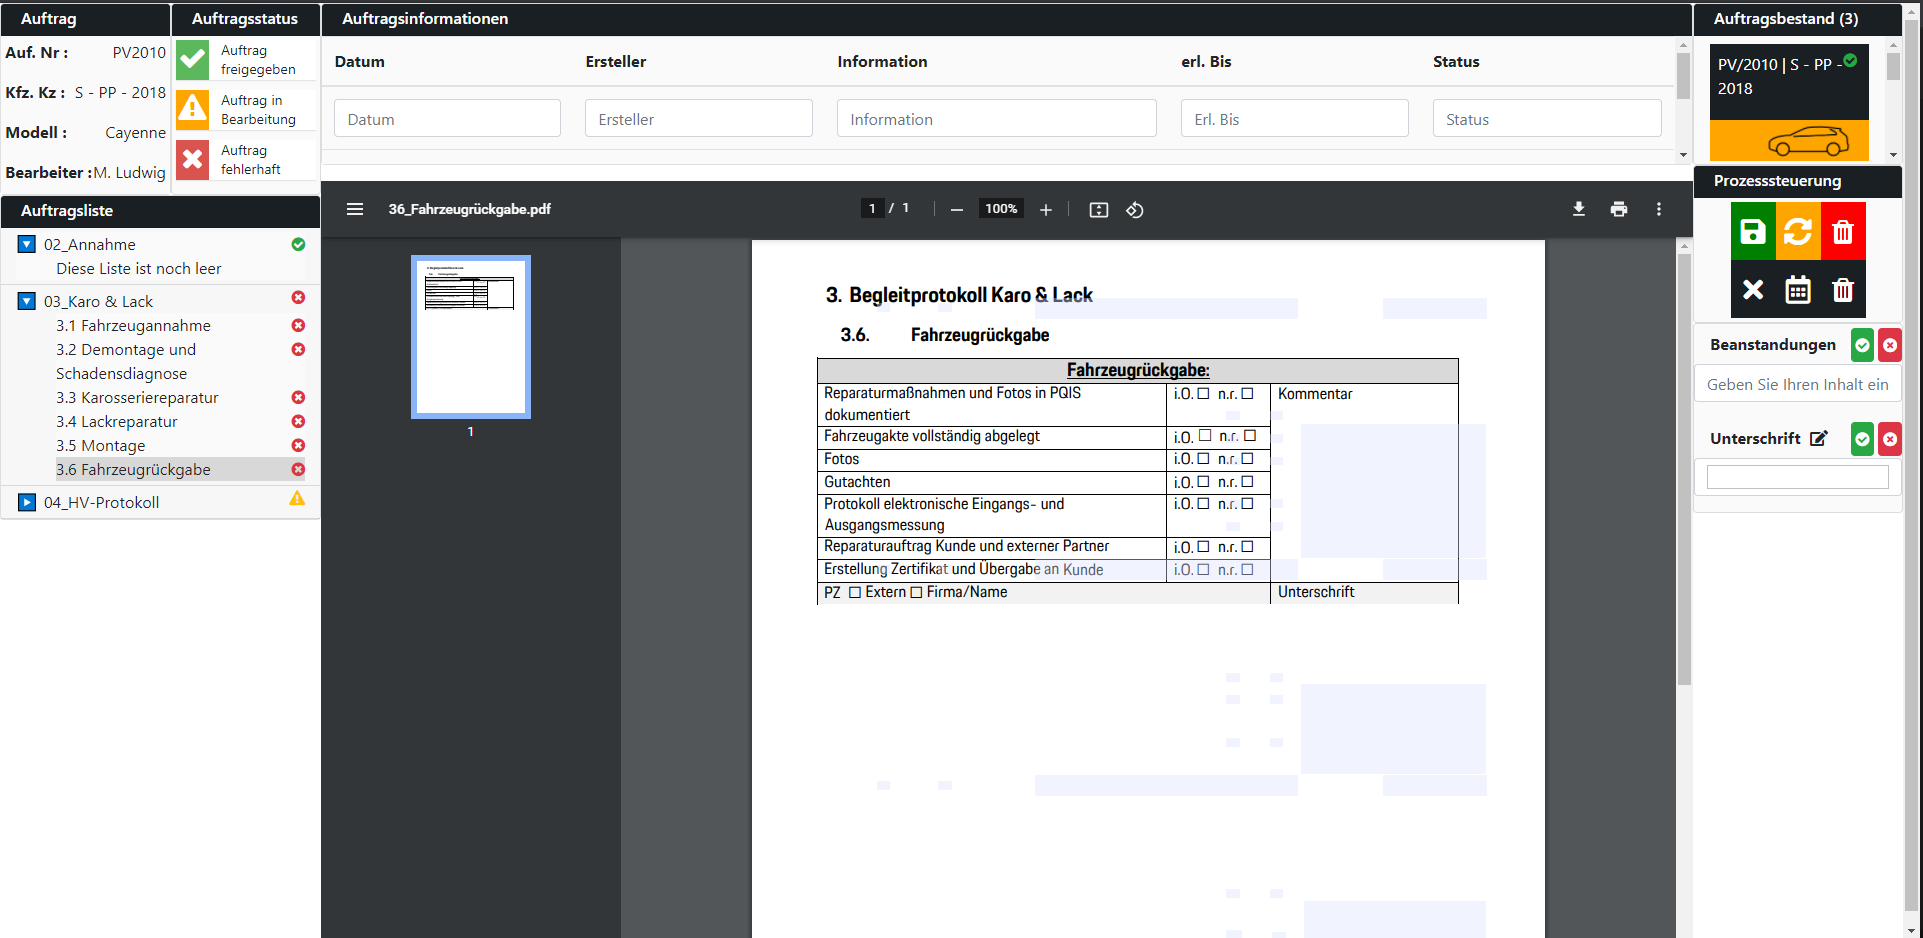 Auftrag
Auf. Nr : PV2010
Kfz. Kz : S - PP - 2018
Modell : Cayenne
Bearbeiter : M. Ludwig
Auftragsstatus
Auftrag
freigegeben
Auftrag in
Bearbeitung
Auftrag
fehlerhaft
Auftragsliste
02_Annahme
Diese Liste ist noch leer
03_Karo & Lack
3.1 Fahrzeugannahme
3.2 Demontage und
Schadensdiagnose
3.3 Karosseriereparatur
3.4 Lackreparatur
3.5 Montage
3.6 Fahrzeugrückgabe
04_HV-Protokoll
Auftragsinformationen
Datum Ersteller Information erl. Bis Status
Datum Ersteller Information Erl. Bis Status
36_Fahrzeugrückgabe.pdf 1 / 1 100%
1
3. Begleitprotokoll Karo & Lack
3.6. Fahrzeugrückgabe
Fahrzeugrückgabe:
Reparaturmaßnahmen und Fotos in PQIS i.O. ☐ n.r. ☐ Kommentar
dokumentiert
Fahrzeugakte vollständig abgelegt i.O. ☐ n.r. ☐
Fotos i.O. ☐ n.r. ☐
Gutachten i.O. ☐ n.r. ☐
Protokoll elektronische Eingangs- und i.O. ☐ n.r. ☐
Ausgangsmessung
Reparaturauftrag Kunde und externer Partner i.O. ☐ n.r. ☐
Erstellung Zertifikat und Übergabe an Kunde i.O. ☐ n.r. ☐
PZ ☐ Extern ☐ Firma/Name Unterschrift
Auftragsbestand (3)
PV/2010 | S - PP -
2018
Prozesssteuerung
Beanstandungen
Geben Sie Ihren Inhalt ein
Unterschrift